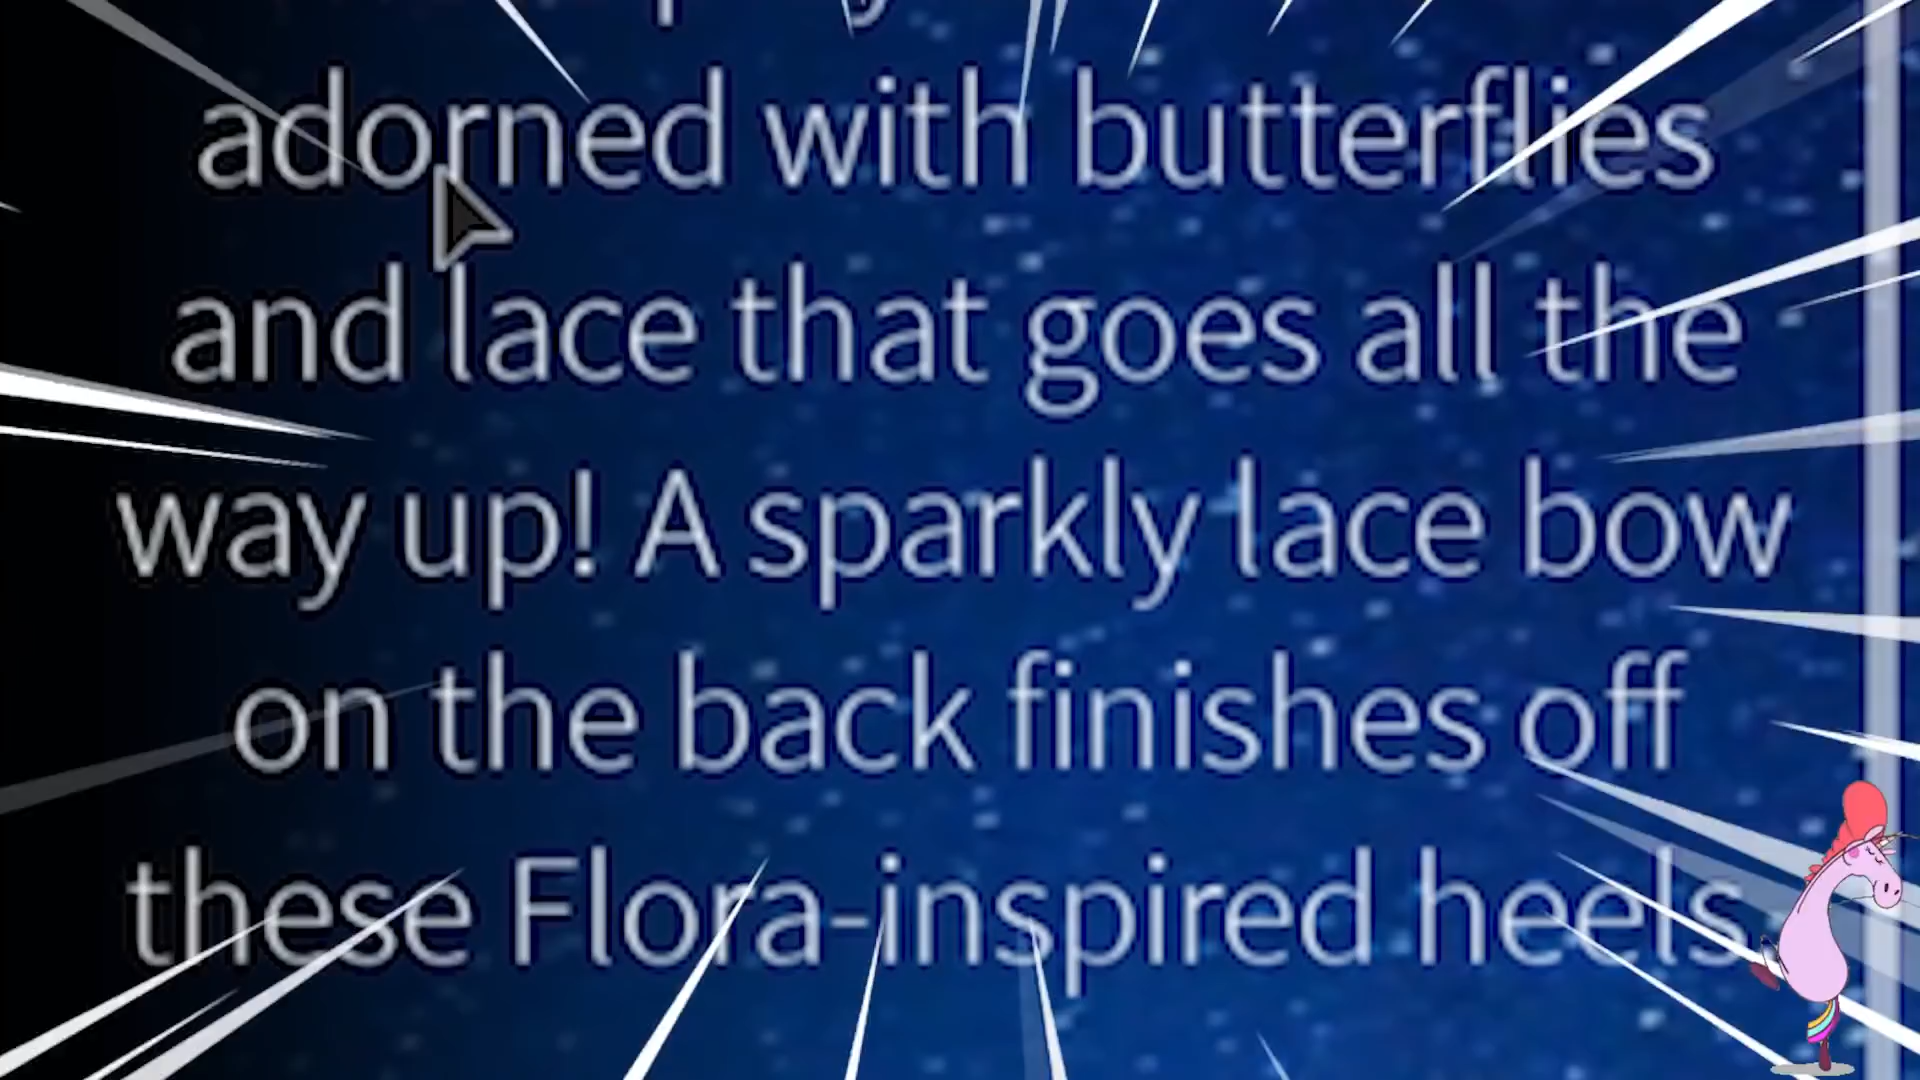 adorned with butterflies
and lace that goes all the
way up! A sparkly lace bow
on the back finishes off
these Flora-inspired heels.